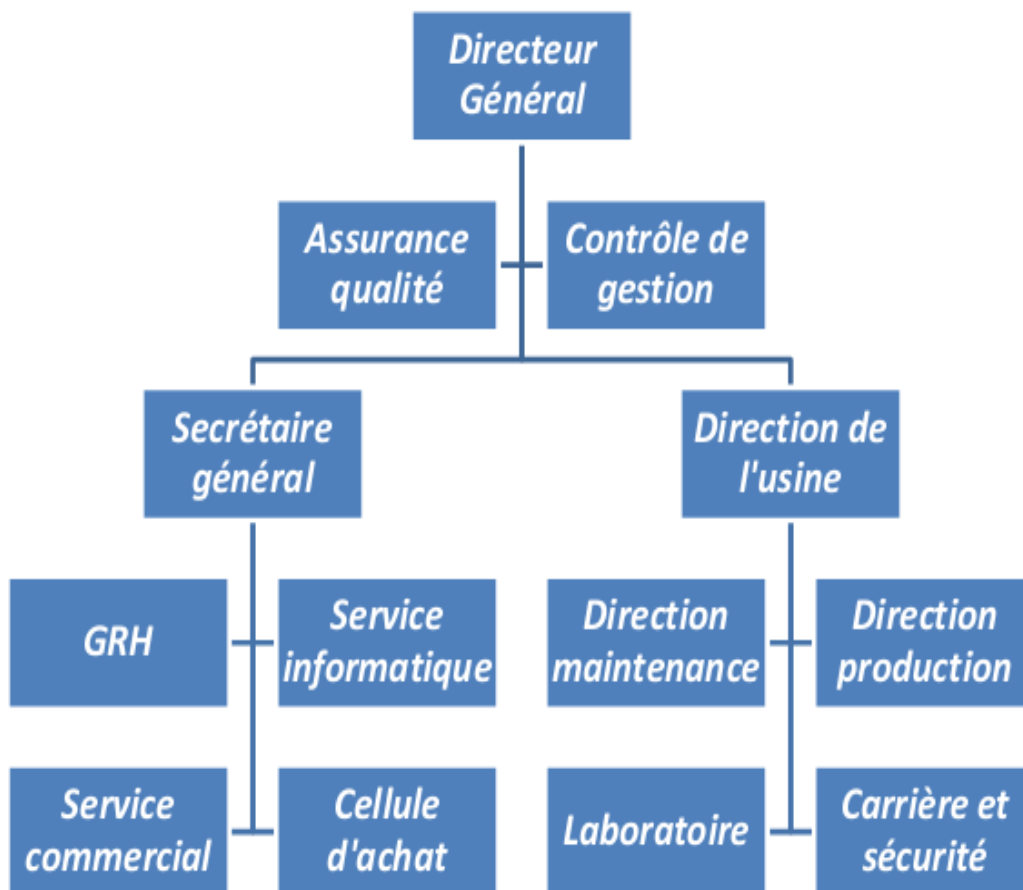 Directeur
Général
Assurance
qualité
Contrôle de
gestion
Secrétaire
général
Direction de
l'usine
GRH
Service
informatique
Direction
maintenance
Direction
production
Service
commercial
Cellule
d'achat
Laboratoire
Carrière et
sécurité